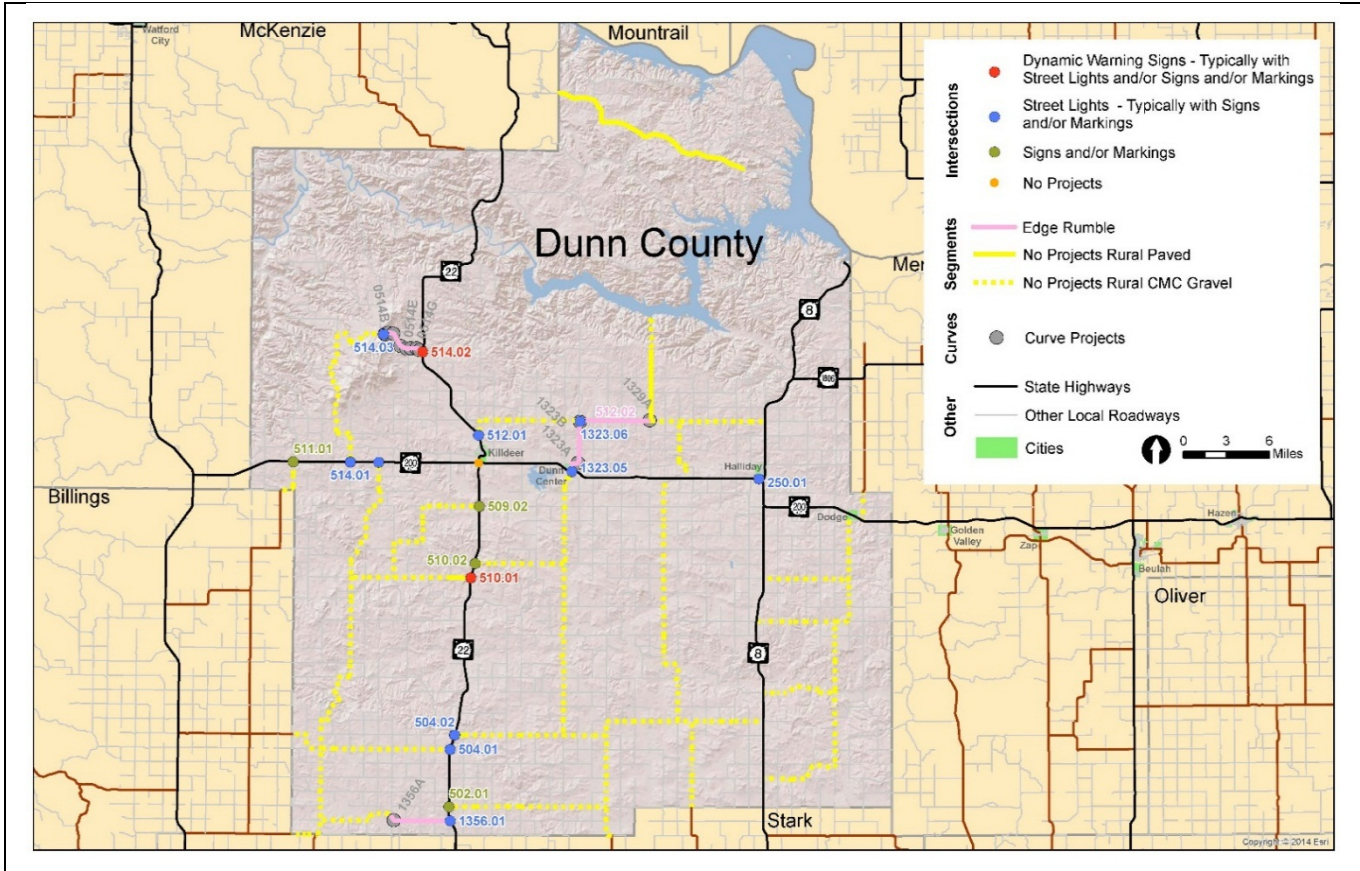 Watford
City
McKenzie
Mountrail
Dynamic Warning Signs - Typically with
Street Lights and/or Signs and/or Markings
Intersections
Street Lights - Typically with Signs
and/or Markings
Signs and/or Markings
No Projects
Segments
Edge Rumble
No Projects Rural Paved
No Projects Rural CMC Gravel
Curves
Curve Projects
Other
State Highways
Other Local Roadways
Cities
0 3 6
Miles
Dunn County
22
Mer
8
0514B
0514E
514.03
514.02
1806
1329A
1323B
512.02
512.01
1323.06
1323A
Killdeer
511.01
514.01
200
Dunn
Center
1323.05
Halliday
250.01
Billings
509.02
200
Dodge
Golden
Valley
Zap
Hazen
Beulah
510.02
510.01
Oliver
22
8
504.02
504.01
1356A
502.01
1356.01
Stark
Copyright © 2014 Esri